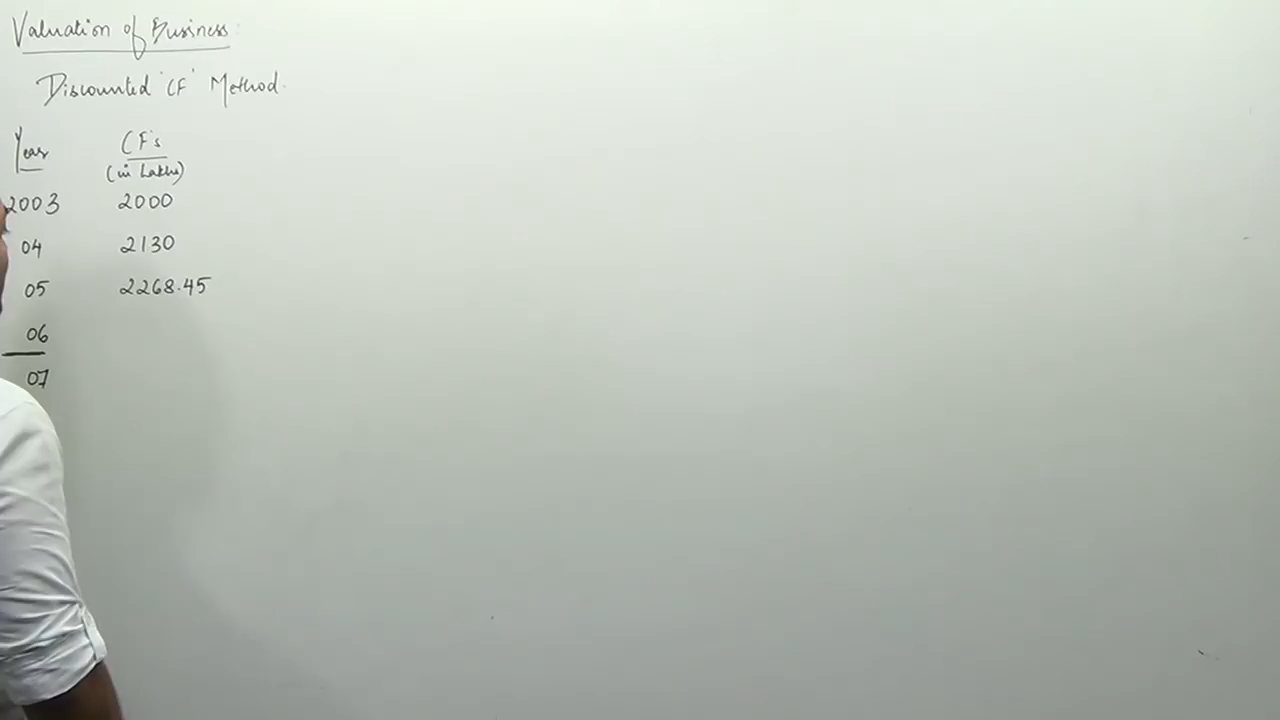 Valuation of Business
Discounted 'CF' Method.
Year CF's
(in Lakhs)
2003 2000
04 2130
05 2268.45
06
07